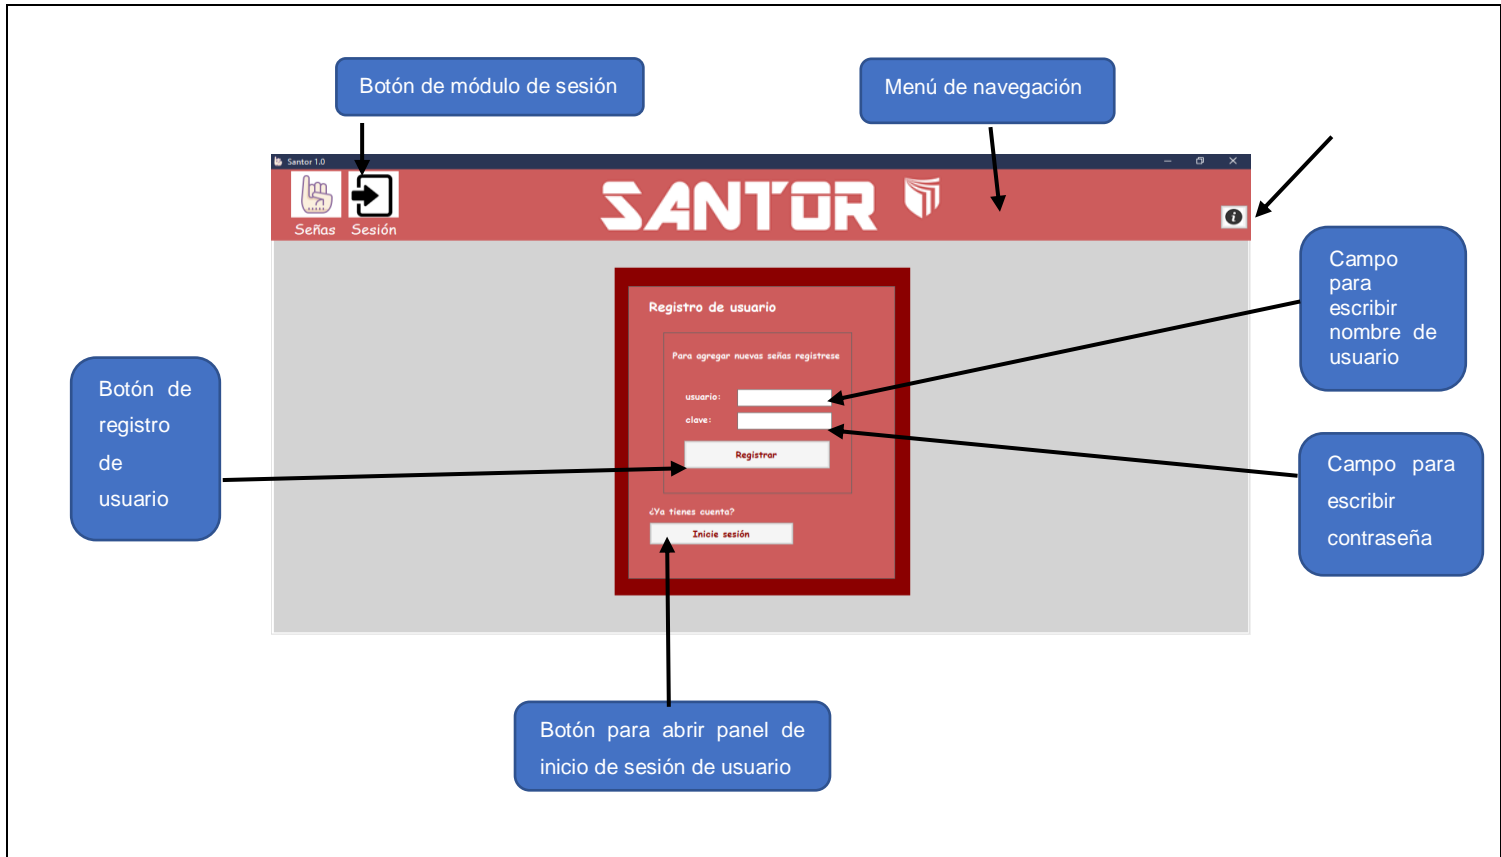 Botón de módulo de sesión
Menú de navegación
Santor 1.0
SANTOR
Señas Sesión
Campo
para
escribir
nombre de
usuario
Registro de usuario
Para agregar nuevas señas registrese
usuario:
clave:
Registrar
Botón de
registro
de
usuario
Campo para
escribir
contraseña
¿Ya tienes cuenta?
Inicie sesión
Botón para abrir panel de
inicio de sesión de usuario